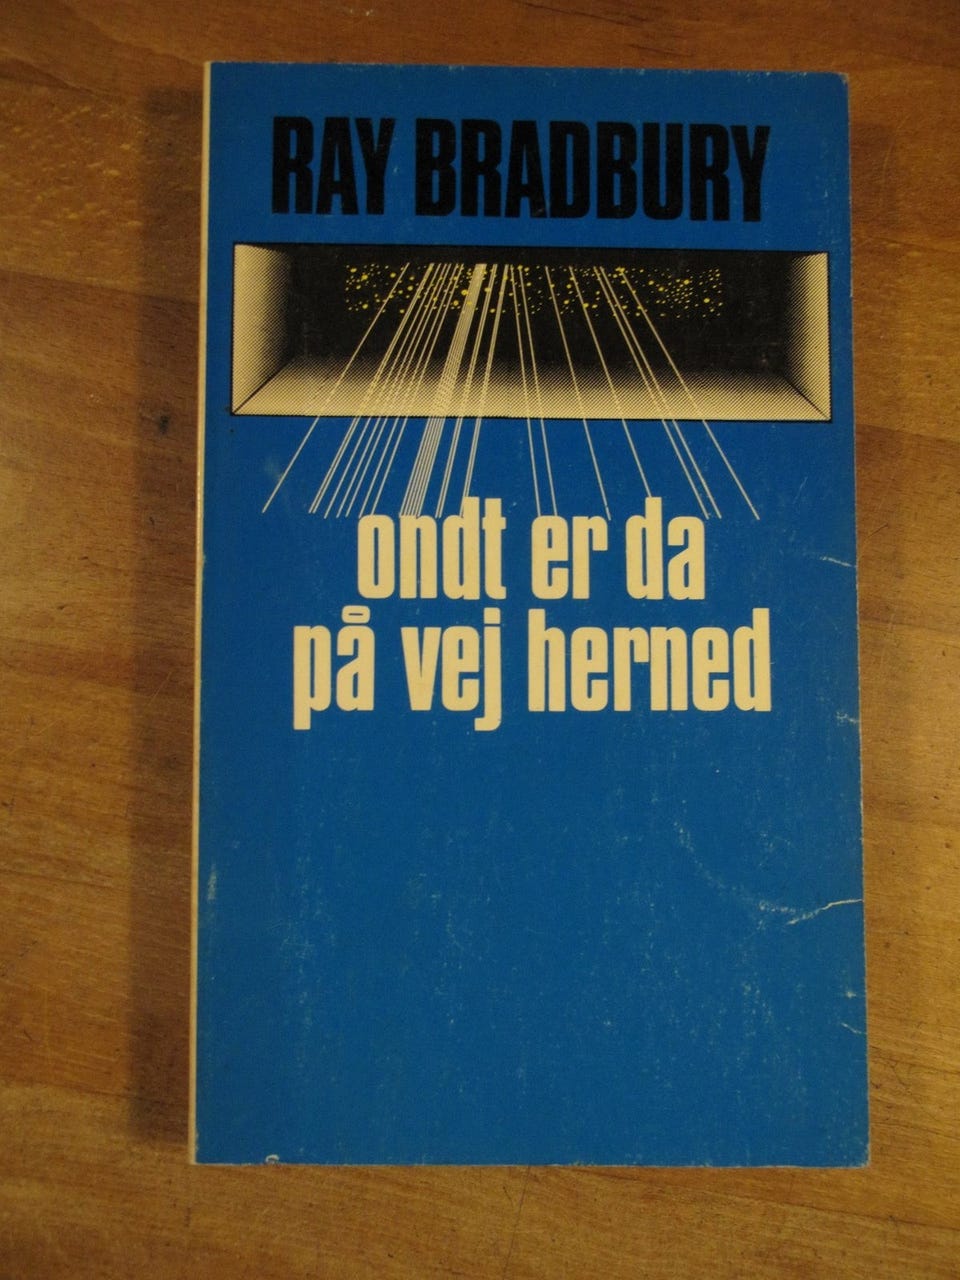 RAY BRADBURY
ondt er da
på vej herned